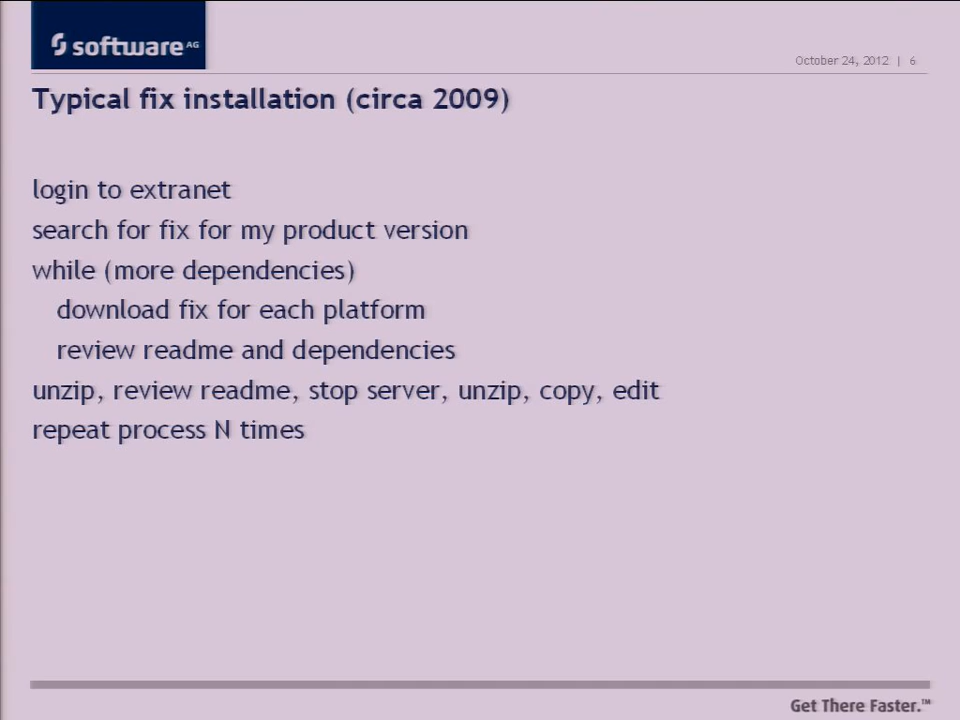 software AG
October 24, 2012 | 6
Typical fix installation (circa 2009)
login to extranet
search for fix for my product version
while (more dependencies)
download fix for each platform
review readme and dependencies
unzip, review readme, stop server, unzip, copy, edit
repeat process N times
Get There Faster.™